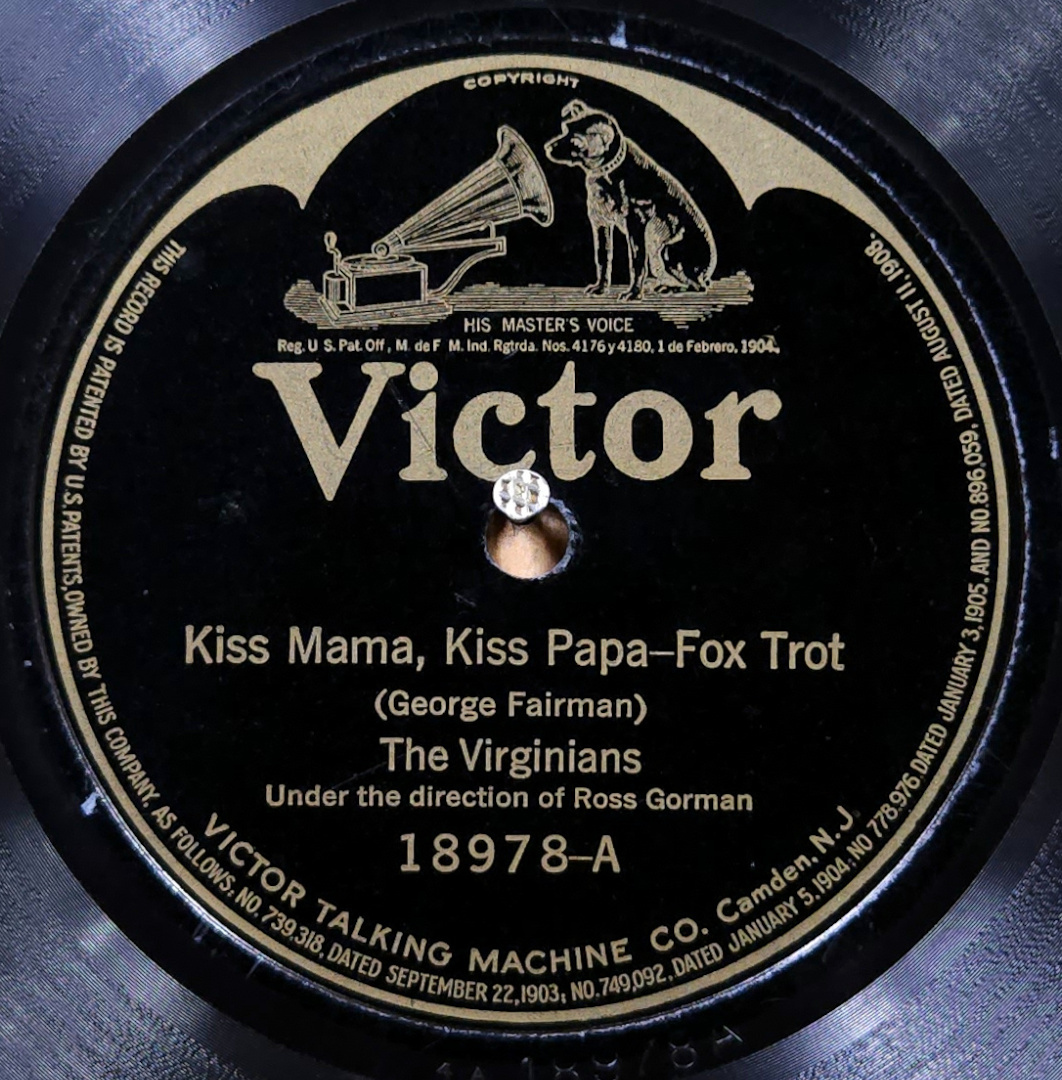 COPYRIGHT
HIS MASTER'S VOICE
Reg. U S. Pat. Off, M. de F M. Ind. Rgtrda. Nos. 4176 y 4180, 1 de Febrero, 1904.
Victor
Kiss Mama, Kiss Papa–Fox Trot
(George Fairman)
The Virginians
Under the direction of Ross Gorman
18978–A
VICTOR TALKING MACHINE CO. Camden, N. J.
THIS RECORD IS PATENTED BY U.S. PATENTS, OWNED BY THIS COMPANY, AS FOLLOWS: NO. 739,318, DATED SEPTEMBER 22, 1903; NO. 749,092, DATED JANUARY 5, 1904; NO 778,976, DATED JANUARY 3, 1905, AND NO. 896,059, DATED AUGUST 11, 1908.
18978A